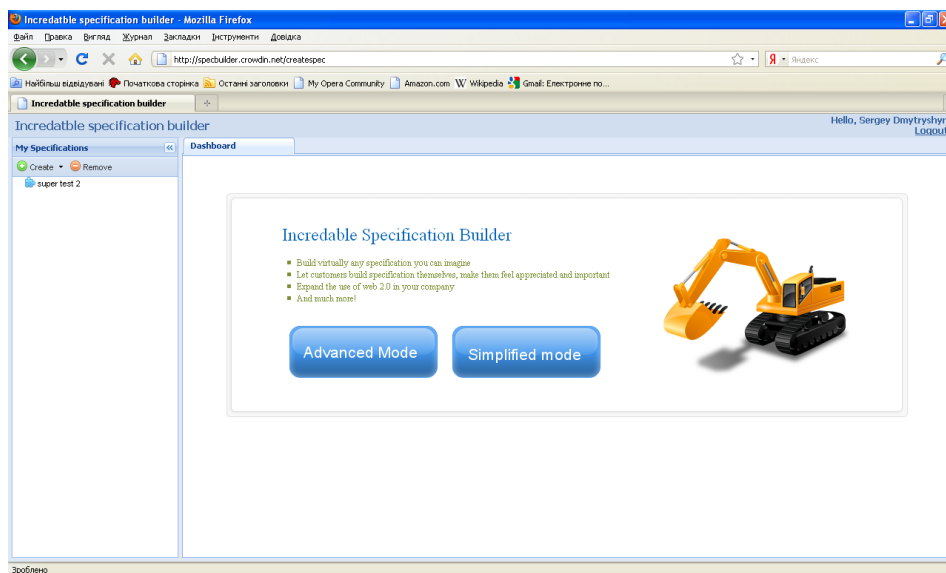 Incredatble specification builder - Mozilla Firefox
Файл Правка Вигляд Журнал Закладки Інструменти Довідка
http://specbuilder.crowdin.net/createspec
Яндекс
Найбільш відвідувані Початкова сторінка Останні заголовки My Opera Community Amazon.com Wikipedia Gmail: Електронне по...
Incredatble specification builder
Incredatble specification builder
Hello, Sergey Dmytryshyn
Logout
My Specifications
Dashboard
Create Remove
super test 2
Incredable Specification Builder
Build virtually any specification you can imagine
Let customers build specification themselves, make them feel appreciated and important
Expand the use of web 2.0 in your company
And much more!
Advanced Mode
Simplified mode
Зроблено